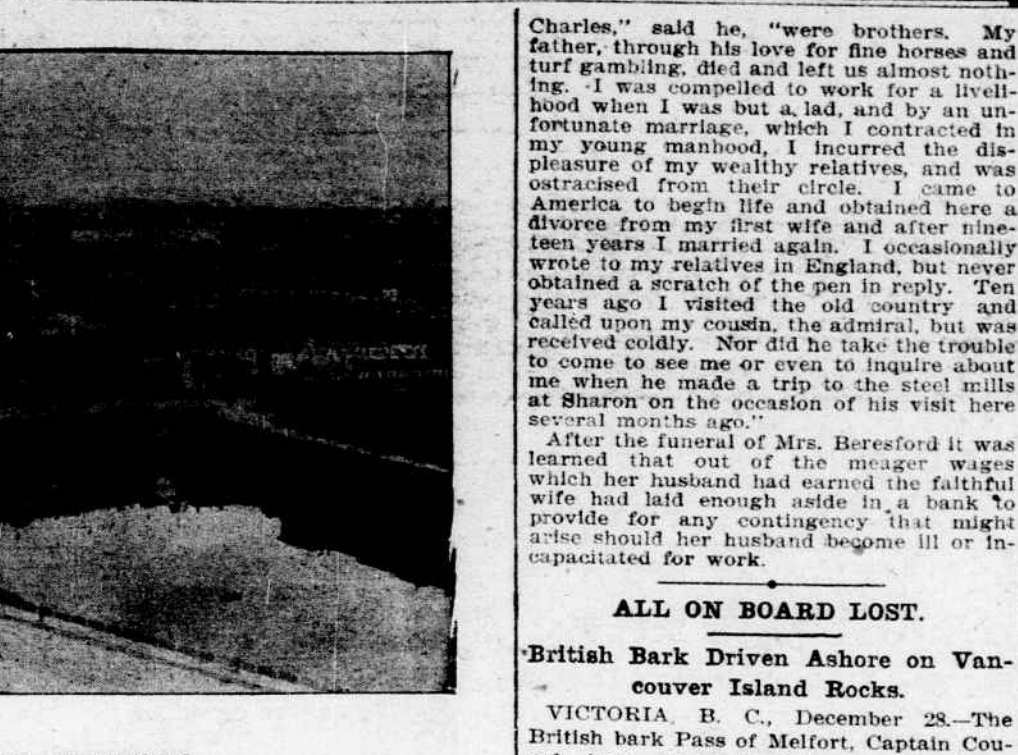 Charles," said he, "were brothers. My
father, through his love for fine horses and
turf gambling, died and left us almost noth-
ing. I was compelled to work for a liveli-
hood when I was but a lad, and by an un-
fortunate marriage, which I contracted in
my young manhood, I incurred the dis-
pleasure of my wealthy relatives, and was
ostracised from their circle. I came to
America to begin life and obtained here a
divorce from my first wife and after nine-
teen years I married again. I occasionally
wrote to my relatives in England, but never
obtained a scratch of the pen in reply. Ten
years ago I visited the old country and
called upon my cousin, the admiral, but was
received coldly. Nor did he take the trouble
to come to see me or even to inquire about
me when he made a trip to the steel mills
at Sharon on the occasion of his visit here
several months ago."
After the funeral of Mrs. Beresford it was
learned that out of the meager wages
which her husband had earned the faithful
wife had laid enough aside in a bank to
provide for any contingency that might
arise should her husband become ill or in-
capacitated for work.
ALL ON BOARD LOST.
British Bark Driven Ashore on Van-
couver Island Rocks.
VICTORIA, B. C., December 28.—The
British bark Pass of Melfort, Captain Cou-